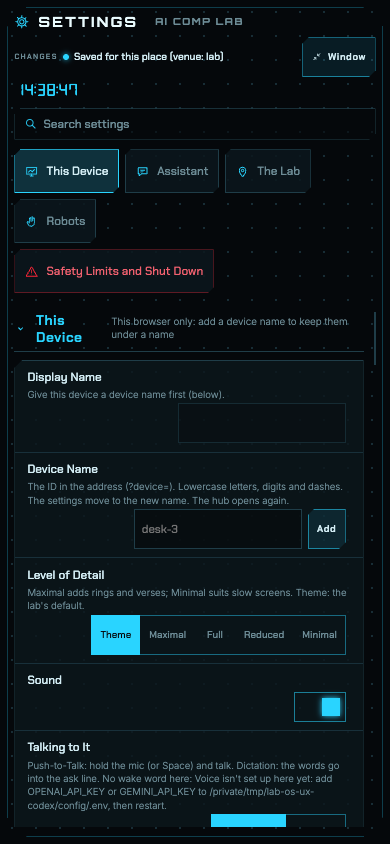 SETTINGS AI COMP LAB
CHANGES Saved for this place (venue: lab)
Window
14:38:47
Search settings
This Device
Assistant
The Lab
Robots
Safety Limits and Shut Down
This Device
This browser only: add a device name to keep them under a name
Display Name
Give this device a device name first (below).
Device Name
The ID in the address (?device=). Lowercase letters, digits and dashes.
The settings move to the new name. The hub opens again.
desk-3
Add
Level of Detail
Maximal adds rings and verses; Minimal suits slow screens. Theme: the
lab's default.
Theme Maximal Full Reduced Minimal
Sound
Talking to It
Push-to-Talk: hold the mic (or Space) and talk. Dictation: the words go
into the ask line. No wake word here: Voice isn't set up here yet: add
OPENAI_API_KEY or GEMINI_API_KEY to /private/tmp/lab-os-ux-
codex/config/.env, then restart.